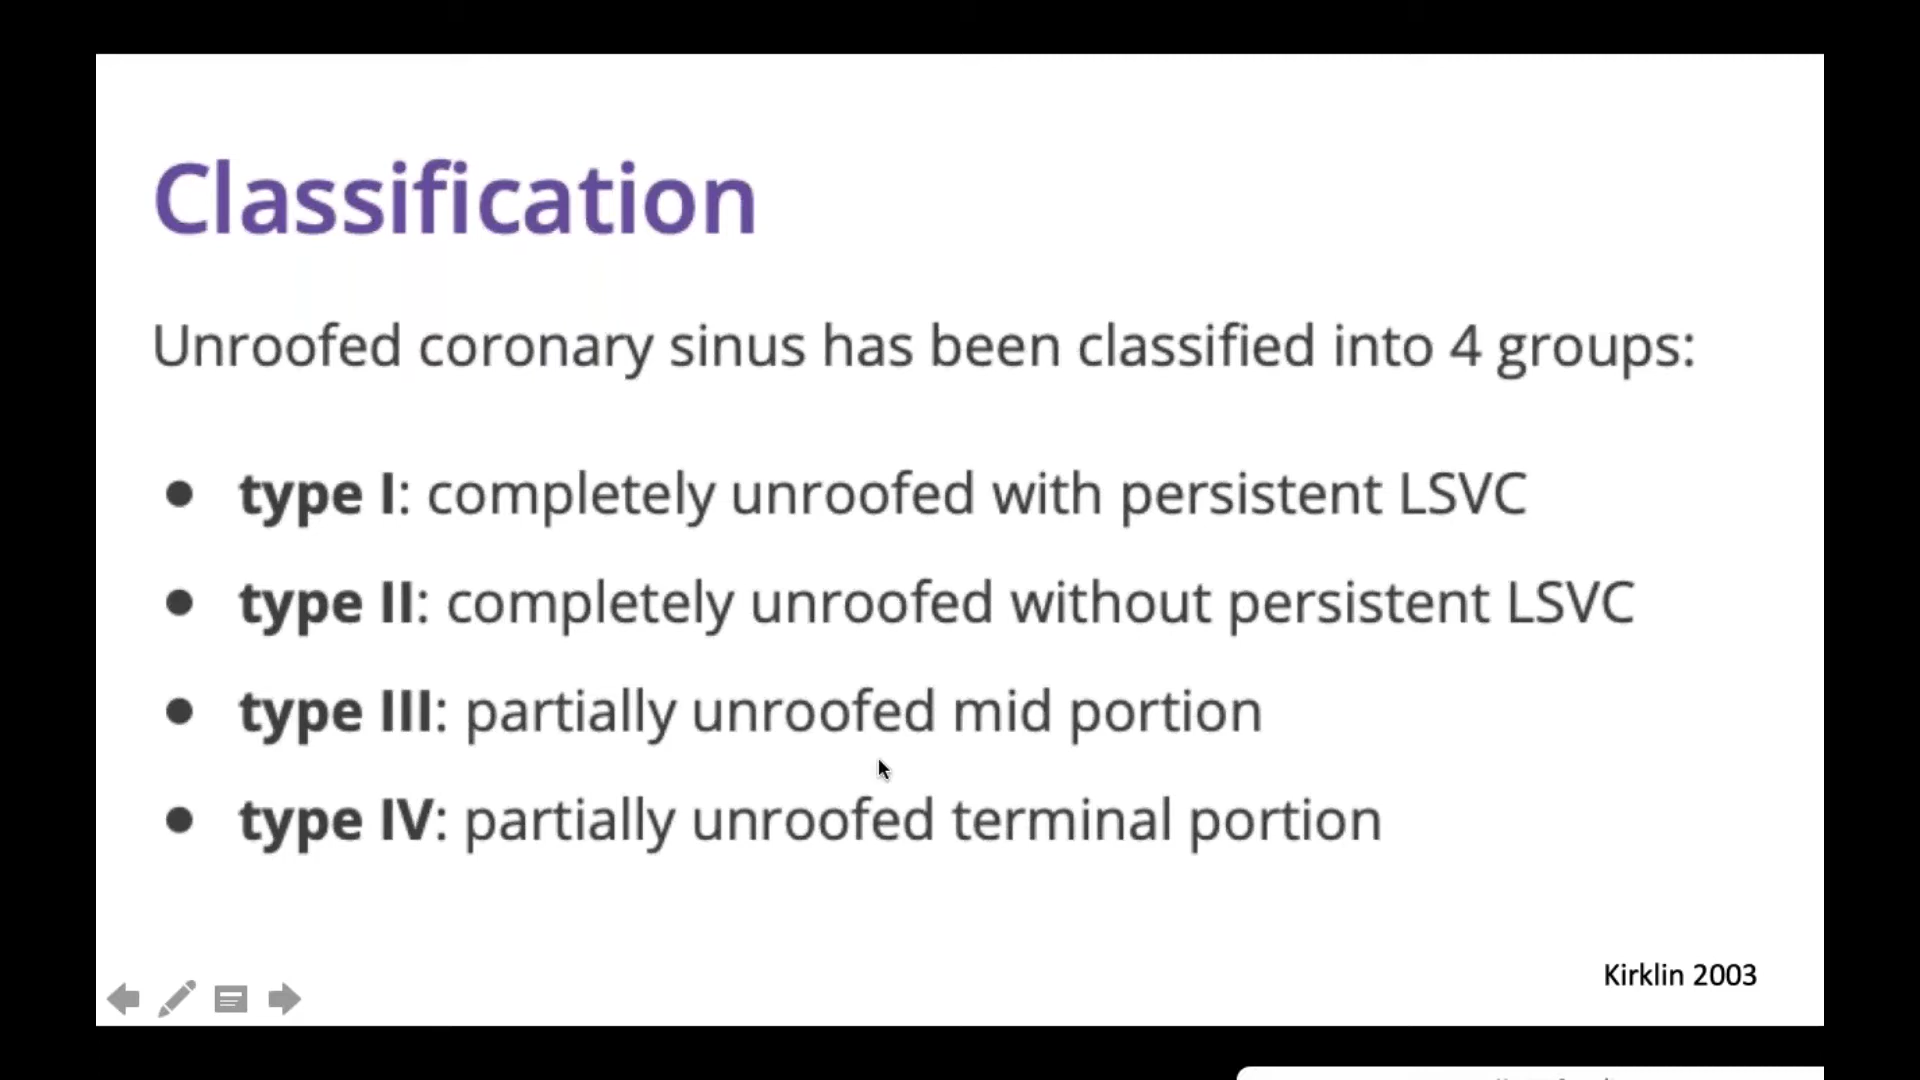 Classification
Unroofed coronary sinus has been classified into 4 groups:
● type I: completely unroofed with persistent LSVC
● type II: completely unroofed without persistent LSVC
● type III: partially unroofed mid portion
● type IV: partially unroofed terminal portion
Kirklin 2003